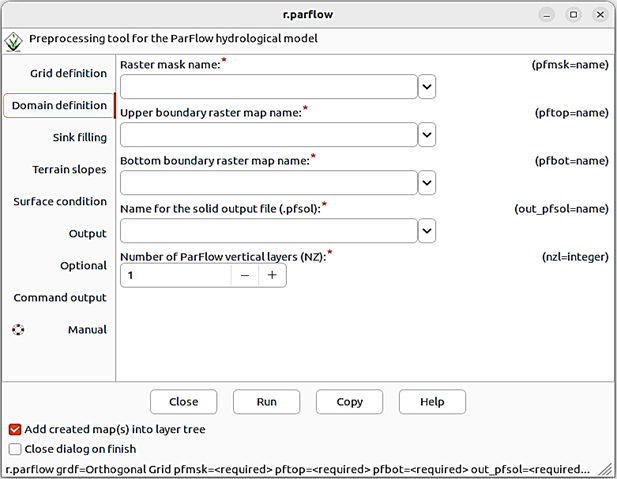 r.parflow
Preprocessing tool for the ParFlow hydrological model
Grid definition
Domain definition
Sink filling
Terrain slopes
Surface condition
Output
Optional
Command output
Manual
Raster mask name:* (pfmsk=name)
Upper boundary raster map name:* (pftop=name)
Bottom boundary raster map name:* (pfbot=name)
Name for the solid output file (.pfsol):* (out_pfsol=name)
Number of ParFlow vertical layers (NZ):* (nzl=integer)
1 − +
Close Run Copy Help
Add created map(s) into layer tree
Close dialog on finish
r.parflow grdf=Orthogonal Grid pfmsk=<required> pftop=<required> pfbot=<required> out_pfsol=<required...